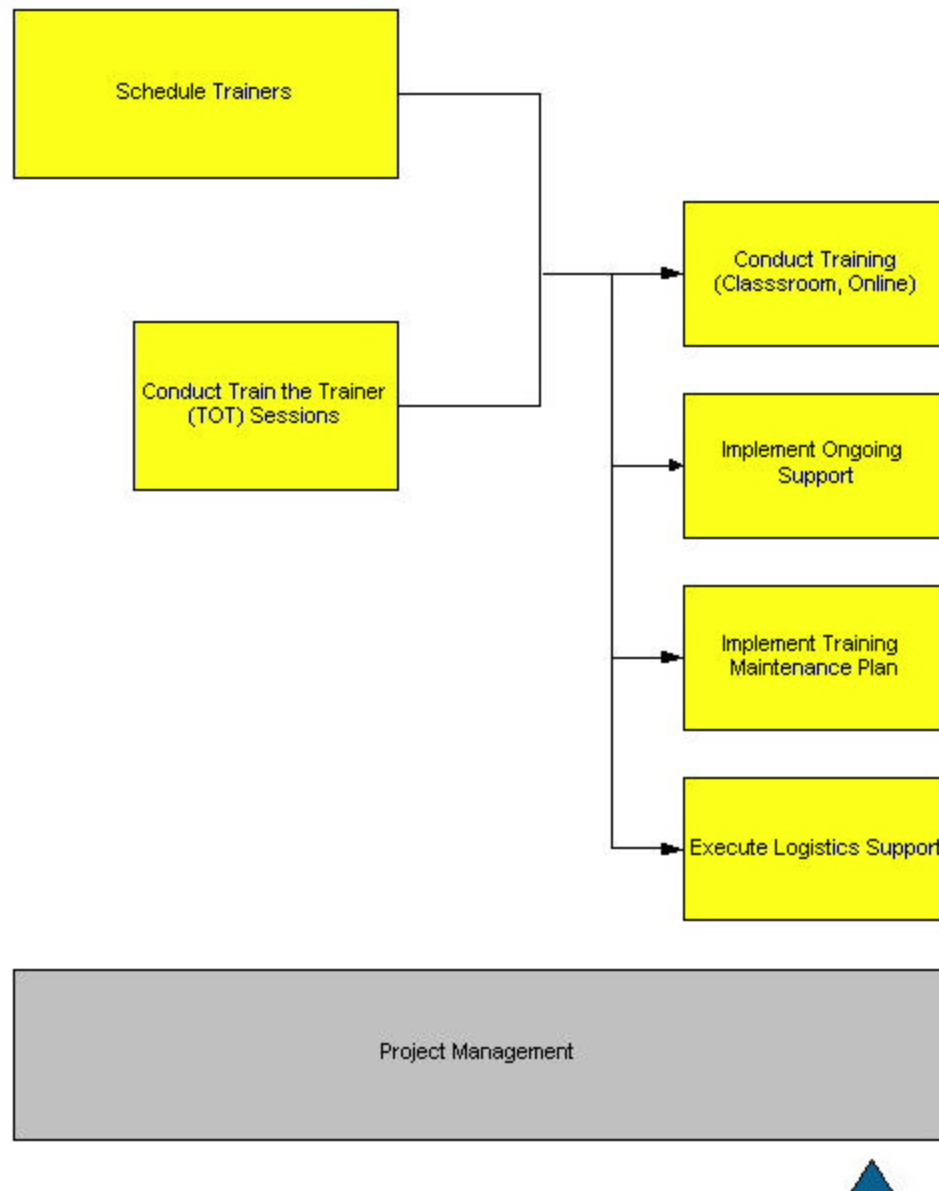 Schedule Trainers
Conduct Training
(Classsroom, Online)
Conduct Train the Trainer
(TOT) Sessions
Implement Ongoing
Support
Implement Training
Maintenance Plan
Execute Logistics Support
Project Management